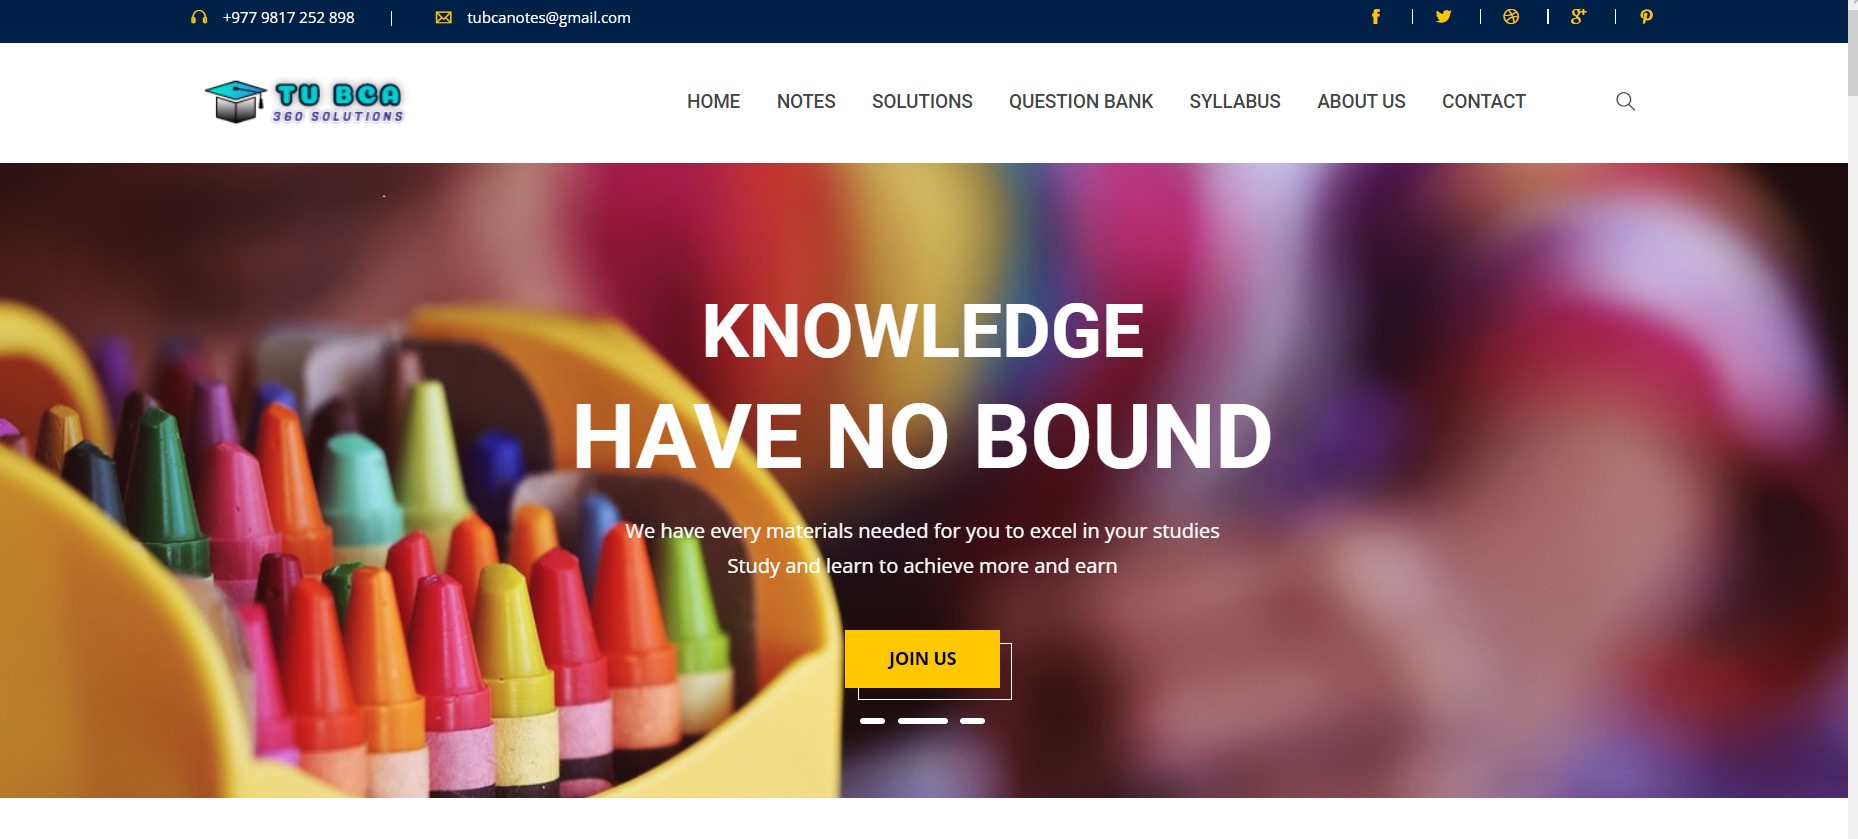 +977 9817 252 898
tubcanotes@gmail.com
TU BCA
360 SOLUTIONS
HOME NOTES SOLUTIONS QUESTION BANK SYLLABUS ABOUT US CONTACT
KNOWLEDGE
HAVE NO BOUND
We have every materials needed for you to excel in your studies
Study and learn to achieve more and earn
JOIN US